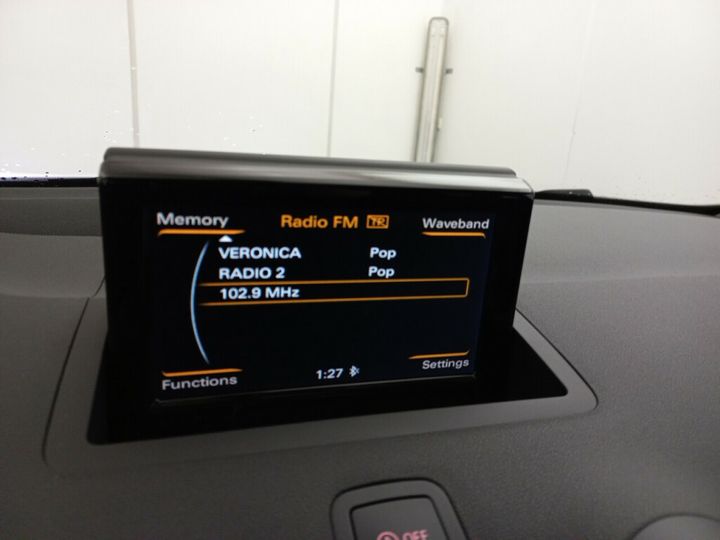 Memory Radio FM TP Waveband
VERONICA Pop
RADIO 2 Pop
102.9 MHz
Functions 1:27 Settings
OFF